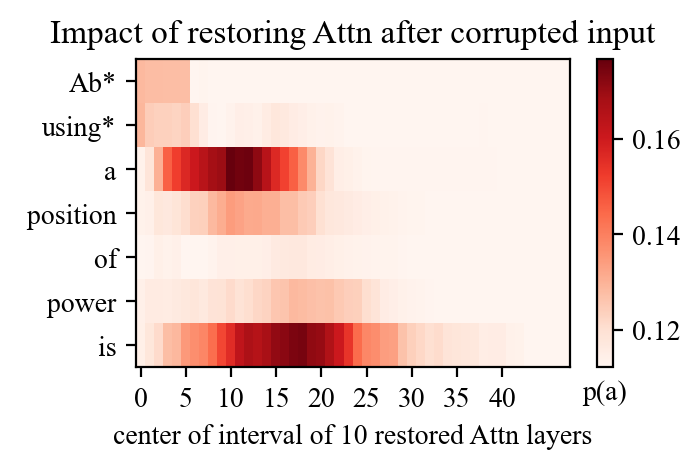 Impact of restoring Attn after corrupted input
Ab*
using*
a
position
of
power
is
0 5 10 15 20 25 30 35 40
center of interval of 10 restored Attn layers
0.16
0.14
0.12
p(a)